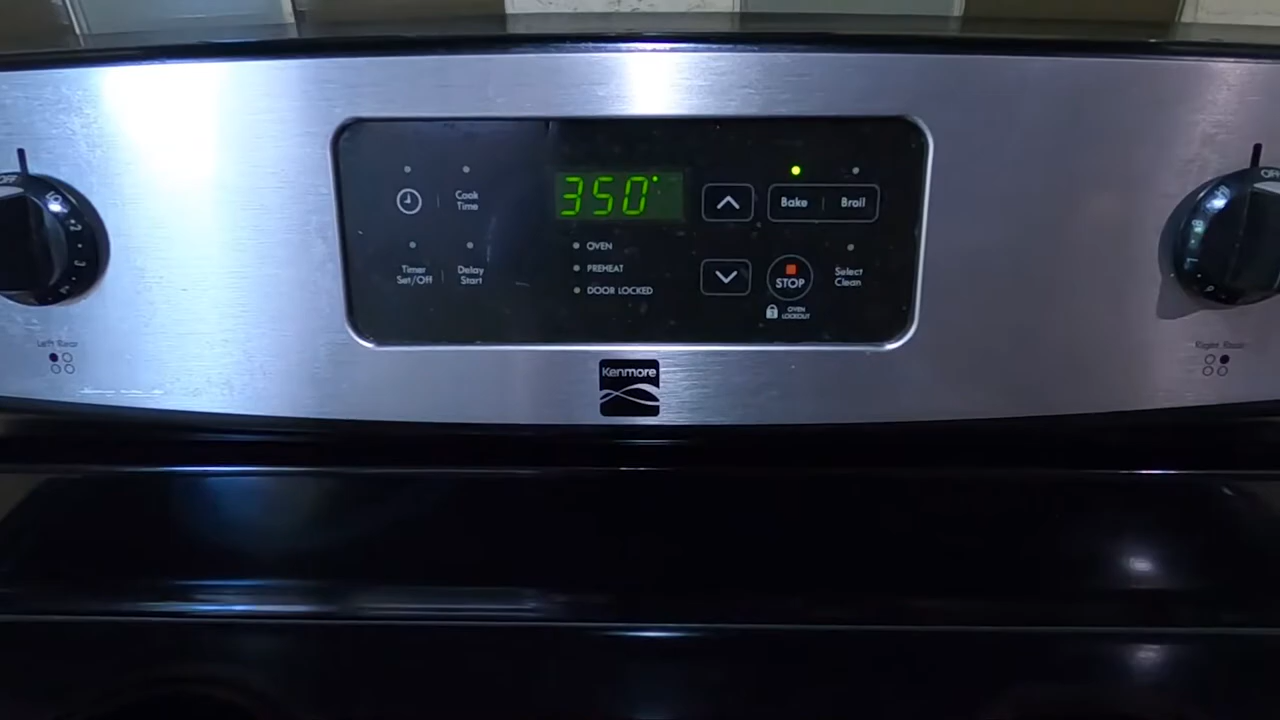 OFF
Left Rear
Cook
Time
Timer
Set/Off
Delay
Start
350°
OVEN
PREHEAT
DOOR LOCKED
Bake
Broil
STOP
OVEN
LOCKOUT
Select
Clean
Kenmore
Right Rear